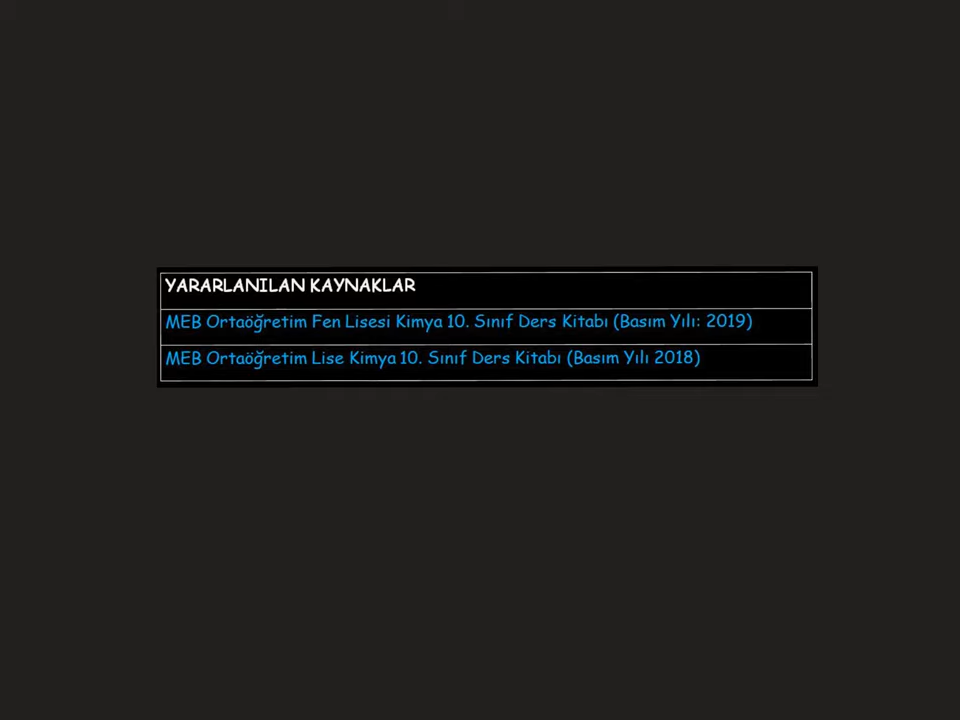 YARARLANILAN KAYNAKLAR
MEB Ortaöğretim Fen Lisesi Kimya 10. Sınıf Ders Kitabı (Basım Yılı: 2019)
MEB Ortaöğretim Lise Kimya 10. Sınıf Ders Kitabı (Basım Yılı 2018)